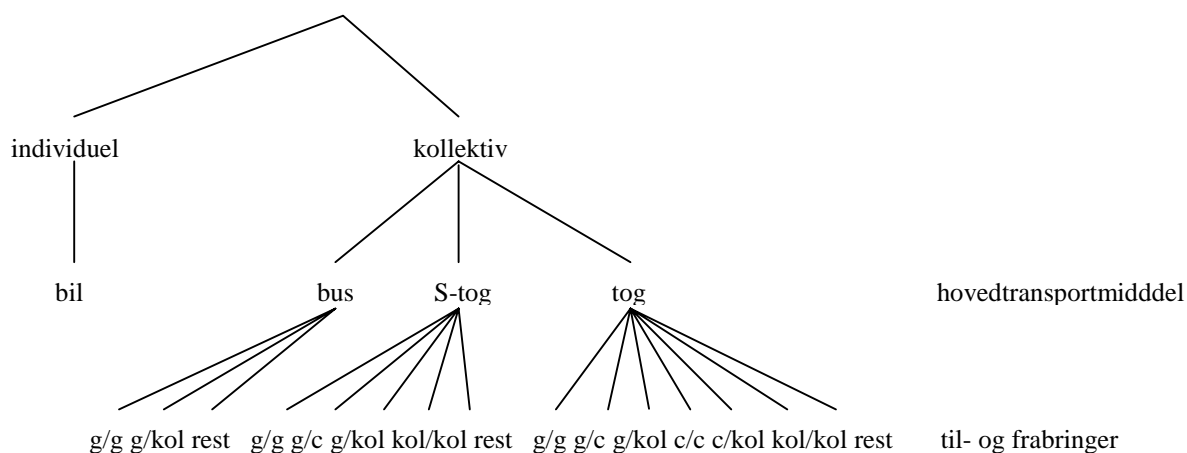 individuel kollektiv
bil bus S-tog tog hovedtransportmidddel
g/g g/kol rest g/g g/c g/kol kol/kol rest g/g g/c g/kol c/c c/kol kol/kol rest til- og frabringer